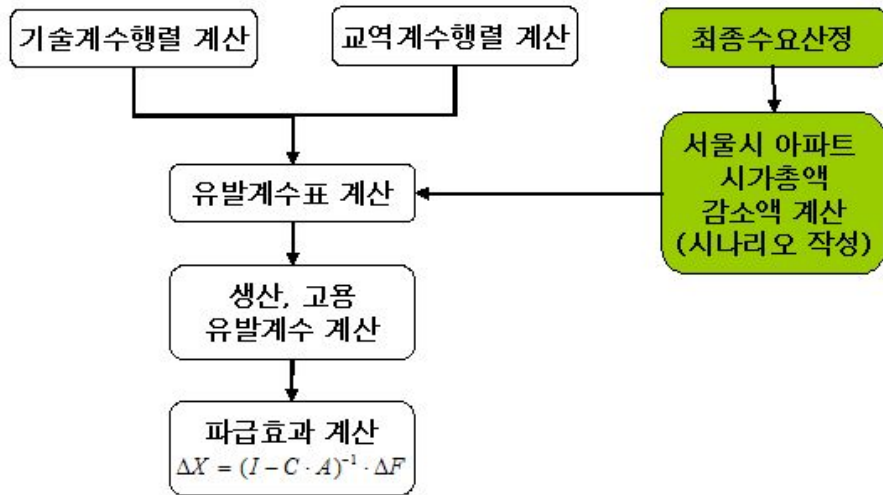 기술계수행렬 계산
교역계수행렬 계산
최종수요산정
서울시 아파트
시가총액
감소액 계산
(시나리오 작성)
유발계수표 계산
생산, 고용
유발계수 계산
파급효과 계산
ΔX = (I − C · A)⁻¹ · ΔF